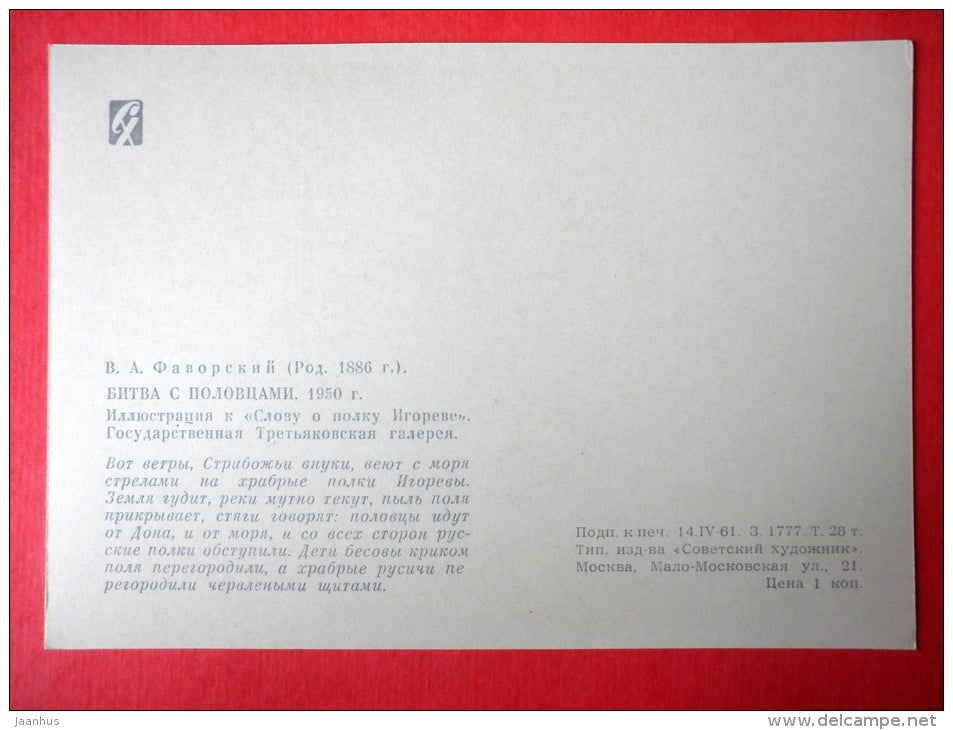 СХ
В. А. Фаворский (Род. 1886 г.).
БИТВА С ПОЛОВЦАМИ. 1950 г.
Иллюстрация к «Слову о полку Игореве».
Государственная Третьяковская галерея.
Вот ветры, Стрибожьи внуки, веют с моря
стрелами на храбрые полки Игоревы.
Земля гудит, реки мутно текут, пыль поля
прикрывает, стяги говорят: половцы идут
от Дона, и от моря, и со всех сторон рус-
ские полки обступили. Дети бесовы криком
поля перегородили, а храбрые русичи пе
регородили червлеными щитами.
Подп. к печ. 14.IV-61. З. 1777. Т. 28 т.
Тип. изд-ва «Советский художник».
Москва, Мало-Московская ул., 21.
Цена 1 коп.
jaanhus
www.delcampe.net